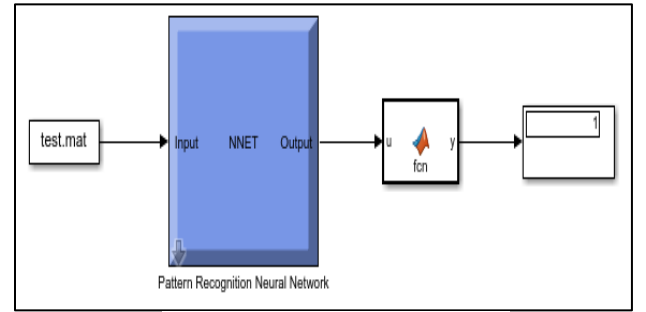 test.mat
Input NNET Output
u y
fcn
1
Pattern Recognition Neural Network